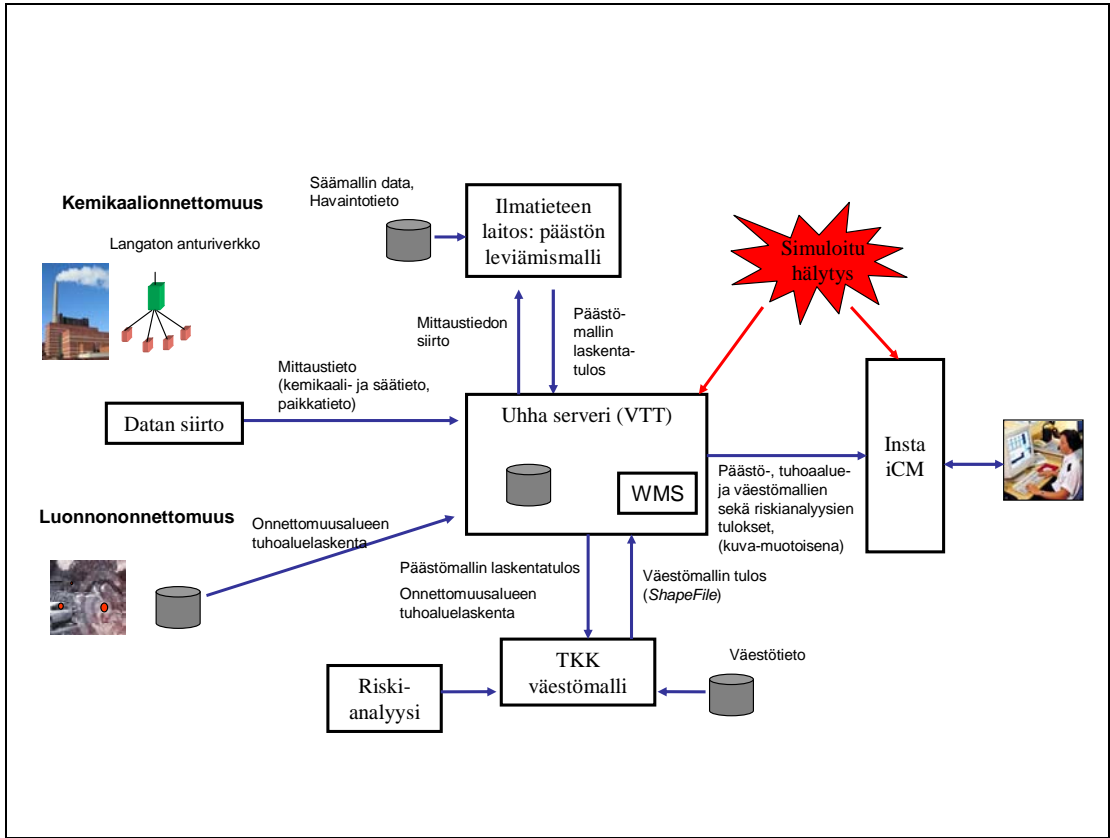 Säämallin data,
Havaintotieto
Kemikaalionnettomuus
Langaton anturiverkko
Ilmatieteen
laitos: päästön
leviämismalli
Simuloitu
hälytys
Mittaustiedon
siirto
Päästö-
mallin
laskenta-
tulos
Mittaustieto
(kemikaali- ja säätieto,
paikkatieto)
Datan siirto
Uhha serveri (VTT)
WMS
Insta
iCM
Päästö-, tuhoaalue-
ja väestömallien
sekä riskianalyysien
tulokset,
(kuva-muotoisena)
Luonnononnettomuus
Onnettomuusalueen
tuhoaluelaskenta
Päästömallin laskentatulos
Onnettomuusalueen
tuhoaluelaskenta
Väestömallin tulos
(ShapeFile)
TKK
väestömalli
Väestötieto
Riski-
analyysi